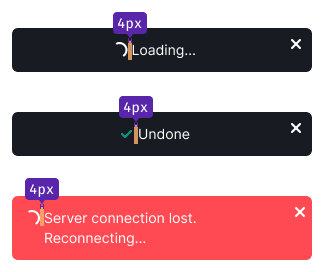 4px
Loading...
4px
Undone
4px
Server connection lost.
Reconnecting...